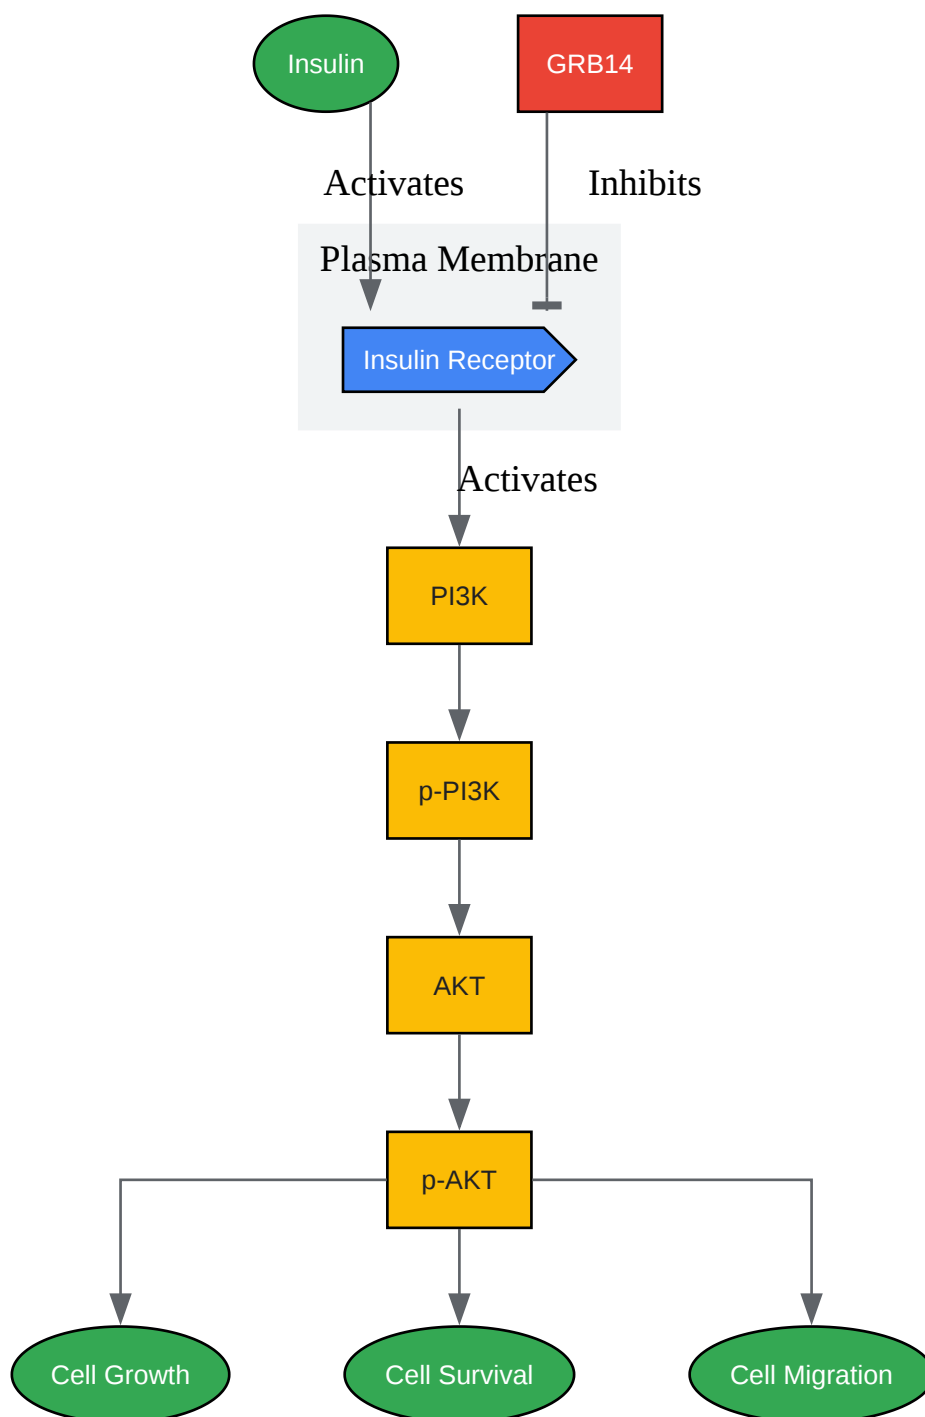 Insulin
GRB14
Activates
Inhibits
Plasma Membrane
Insulin Receptor
Activates
PI3K
p-PI3K
AKT
p-AKT
Cell Growth
Cell Survival
Cell Migration